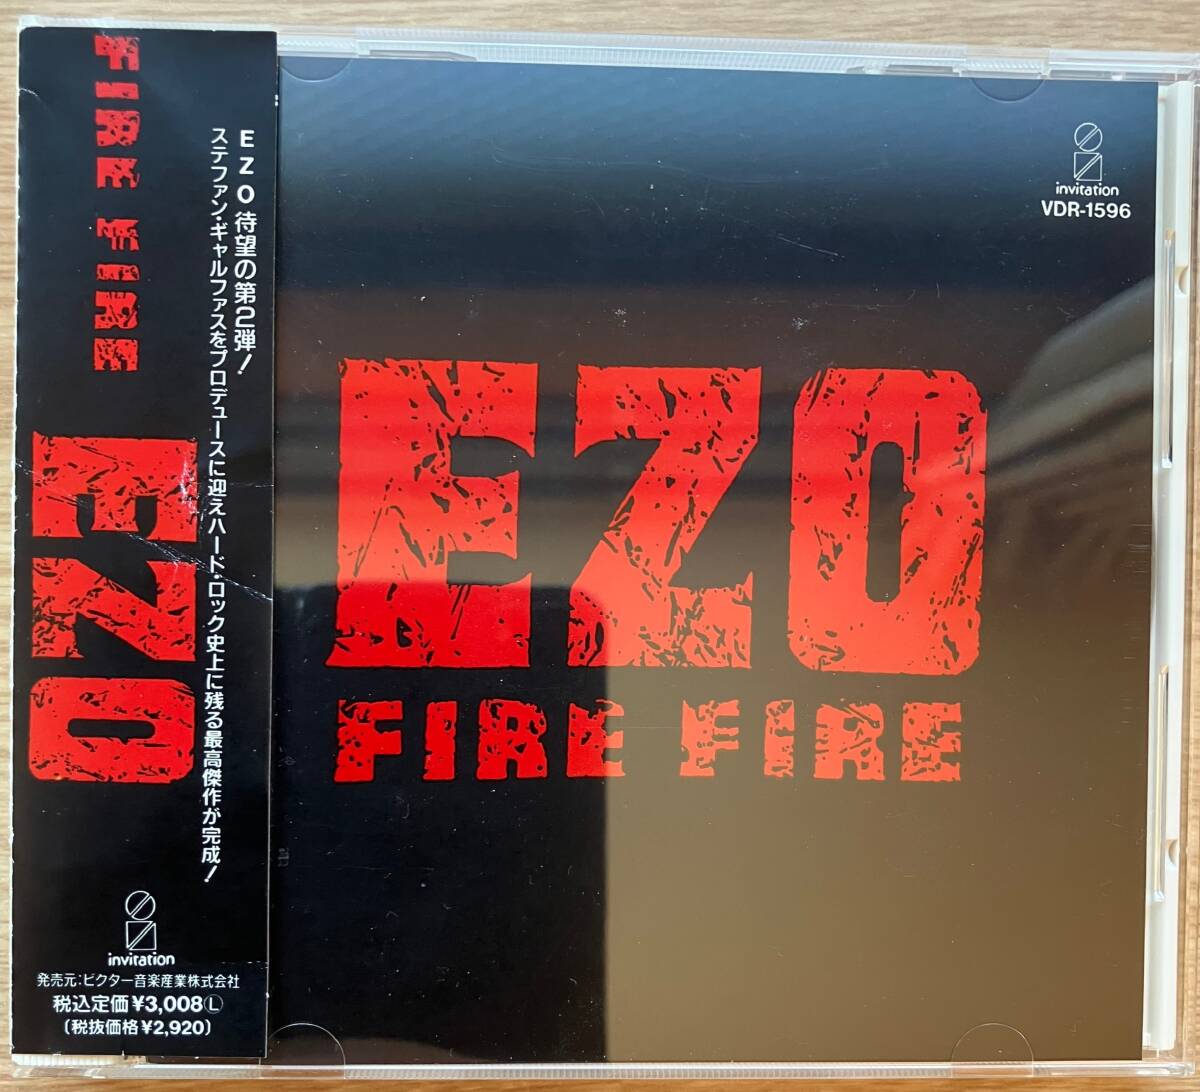 FIRE FIRE
EZO
EZO待望の第2弾!
ステファン・ギャルファスをプロデュースに迎えハード・ロック史上に残る最高傑作が完成!
invitation
発売元:ビクター音楽産業株式会社
税込定価¥3,008Ⓛ
〔税抜価格¥2,920〕
invitation
VDR-1596
EZO
FIRE FIRE